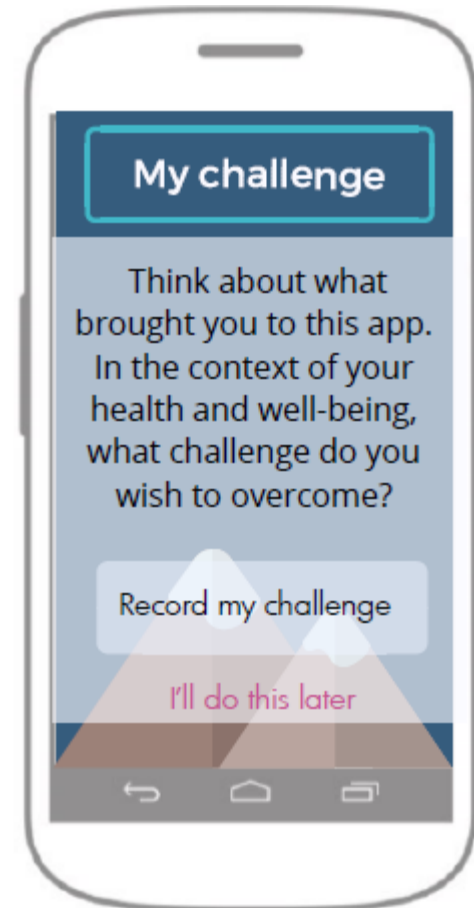 My challenge
Think about what
brought you to this app.
In the context of your
health and well-being,
what challenge do you
wish to overcome?
Record my challenge
I'll do this later